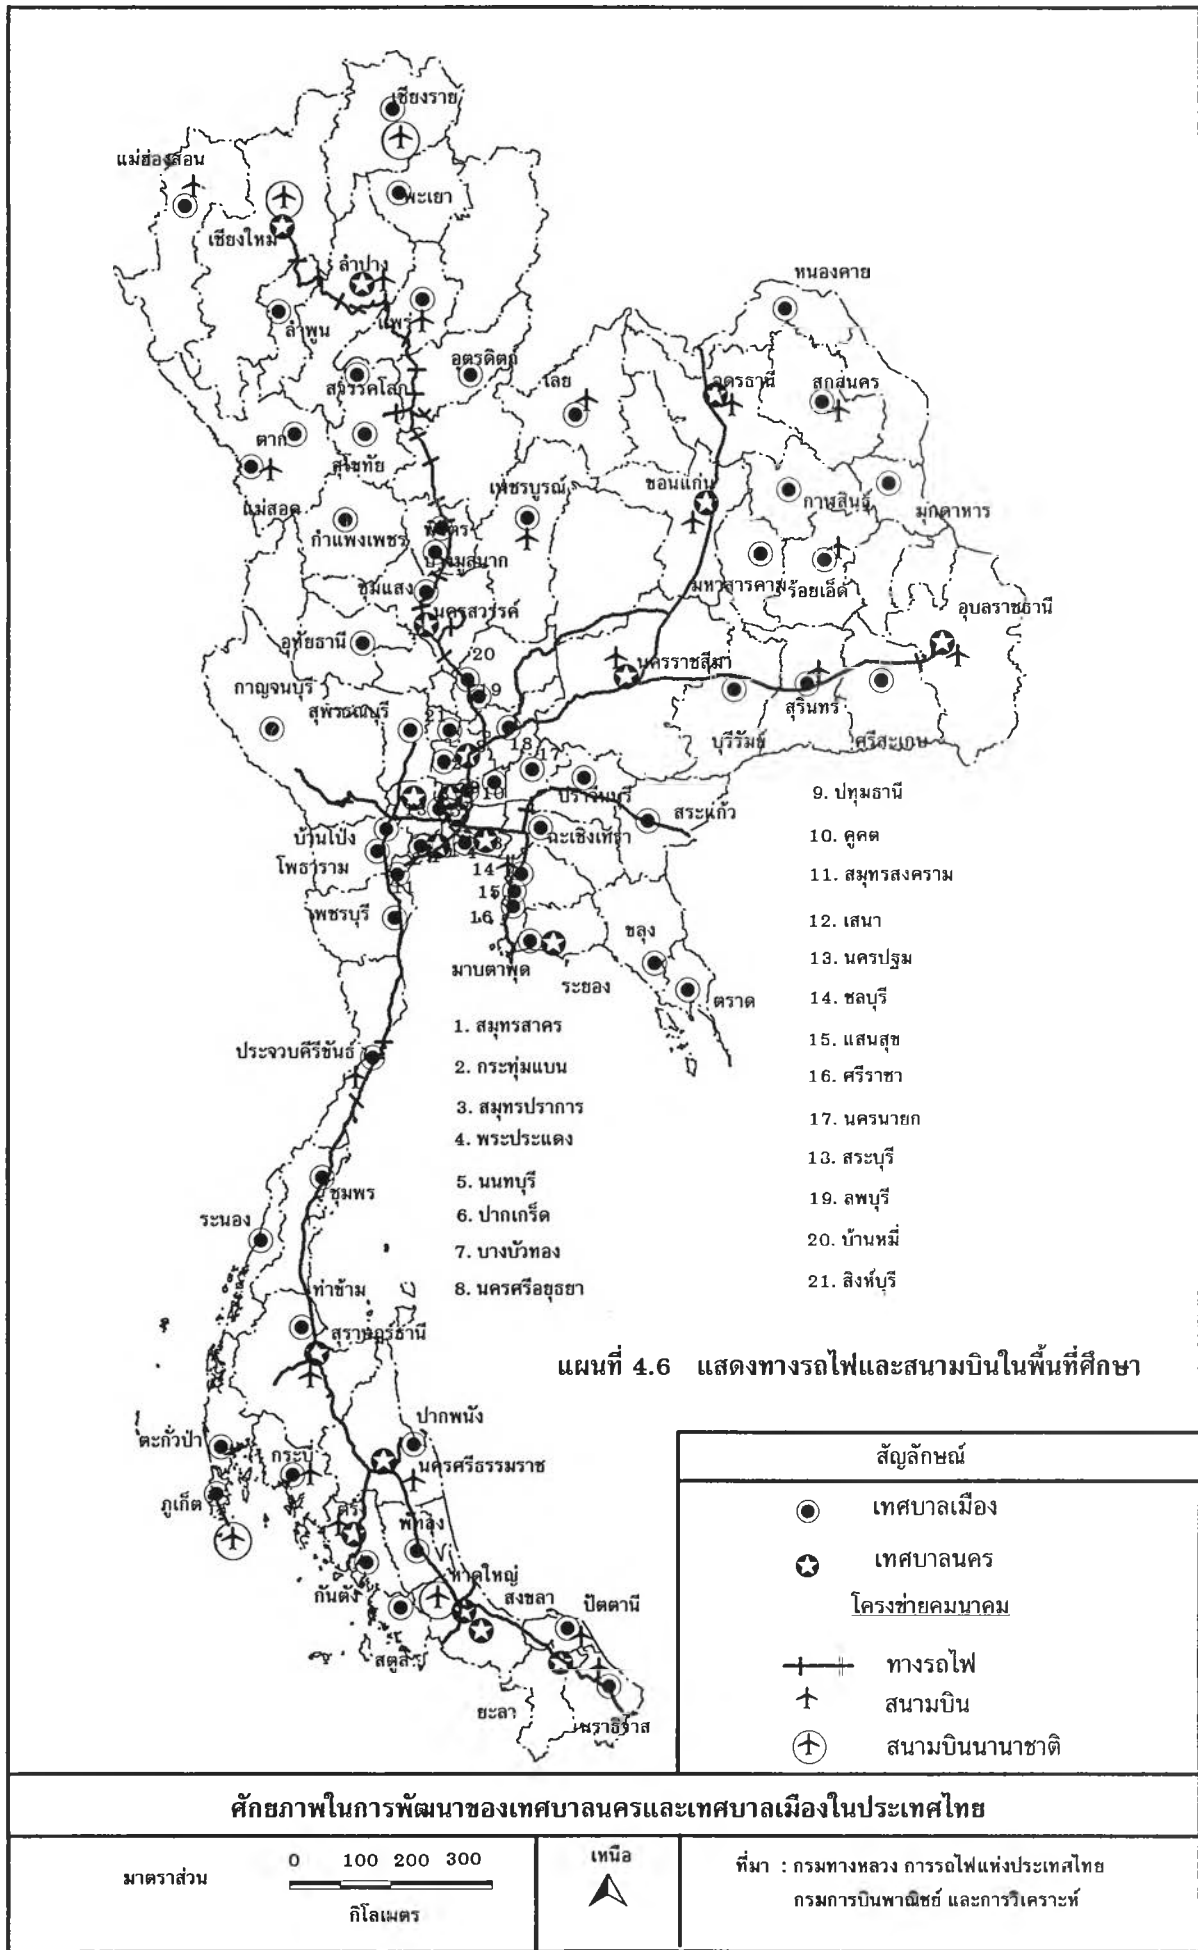 เชียงราย
แม่ฮ่องสอน
พะเยา
เชียงใหม่
ลำปาง
หนองคาย
ลำพูน
แพร่
อุตรดิตถ์
เลย
อุดรธานี
สกลนคร
สวรรคโลก
ตาก
สุโขทัย
แม่สอด
เพชรบูรณ์
ขอนแก่น
กาฬสินธุ์
มุกดาหาร
กำแพงเพชร
พิจิตร
บางมูลนาก
ชุมแสง
มหาสารคาม
ร้อยเอ็ด
นครสวรรค์
อุบลราชธานี
อุทัยธานี
20
นครราชสีมา
กาญจนบุรี
19
สุพรรณบุรี
21
สุรินทร์
18
บุรีรัมย์
ศรีสะเกษ
17
ปราจีนบุรี
10
สระแก้ว
9. ปทุมธานี
บ้านโป่ง
ฉะเชิงเทรา
10. คูคต
โพธาราม
14
11. สมุทรสงคราม
11
15
เพชรบุรี
16
12. เสนา
ขลุง
มาบตาพุด
13. นครปฐม
ระยอง
ตราด
14. ชลบุรี
1. สมุทรสาคร
15. แสนสุข
ประจวบคีรีขันธ์
2. กระทุ่มแบน
16. ศรีราชา
3. สมุทรปราการ
17. นครนายก
4. พระประแดง
13. สระบุรี
5. นนทบุรี
ชุมพร
19. ลพบุรี
ระนอง
6. ปากเกร็ด
20. บ้านหมี่
7. บางบัวทอง
21. สิงห์บุรี
ท่าข้าม
8. นครศรีอยุธยา
สุราษฎร์ธานี
แผนที่ 4.6 แสดงทางรถไฟและสนามบินในพื้นที่ศึกษา
ปากพนัง
ตะกั่วป่า
กระบี่
นครศรีธรรมราช
สัญลักษณ์
ภูเก็ต
ตรัง
พัทลุง
เทศบาลเมือง
เทศบาลนคร
หาดใหญ่
กันตัง
สงขลา
ปัตตานี
โครงข่ายคมนาคม
สตูล
ทางรถไฟ
ยะลา
นราธิวาส
สนามบิน
สนามบินนานาชาติ
ศักยภาพในการพัฒนาของเทศบาลนครและเทศบาลเมืองในประเทศไทย
มาตราส่วน
0 100 200 300
กิโลเมตร
เหนือ
ที่มา : กรมทางหลวง การรถไฟแห่งประเทศไทย
กรมการบินพาณิชย์ และการวิเคราะห์